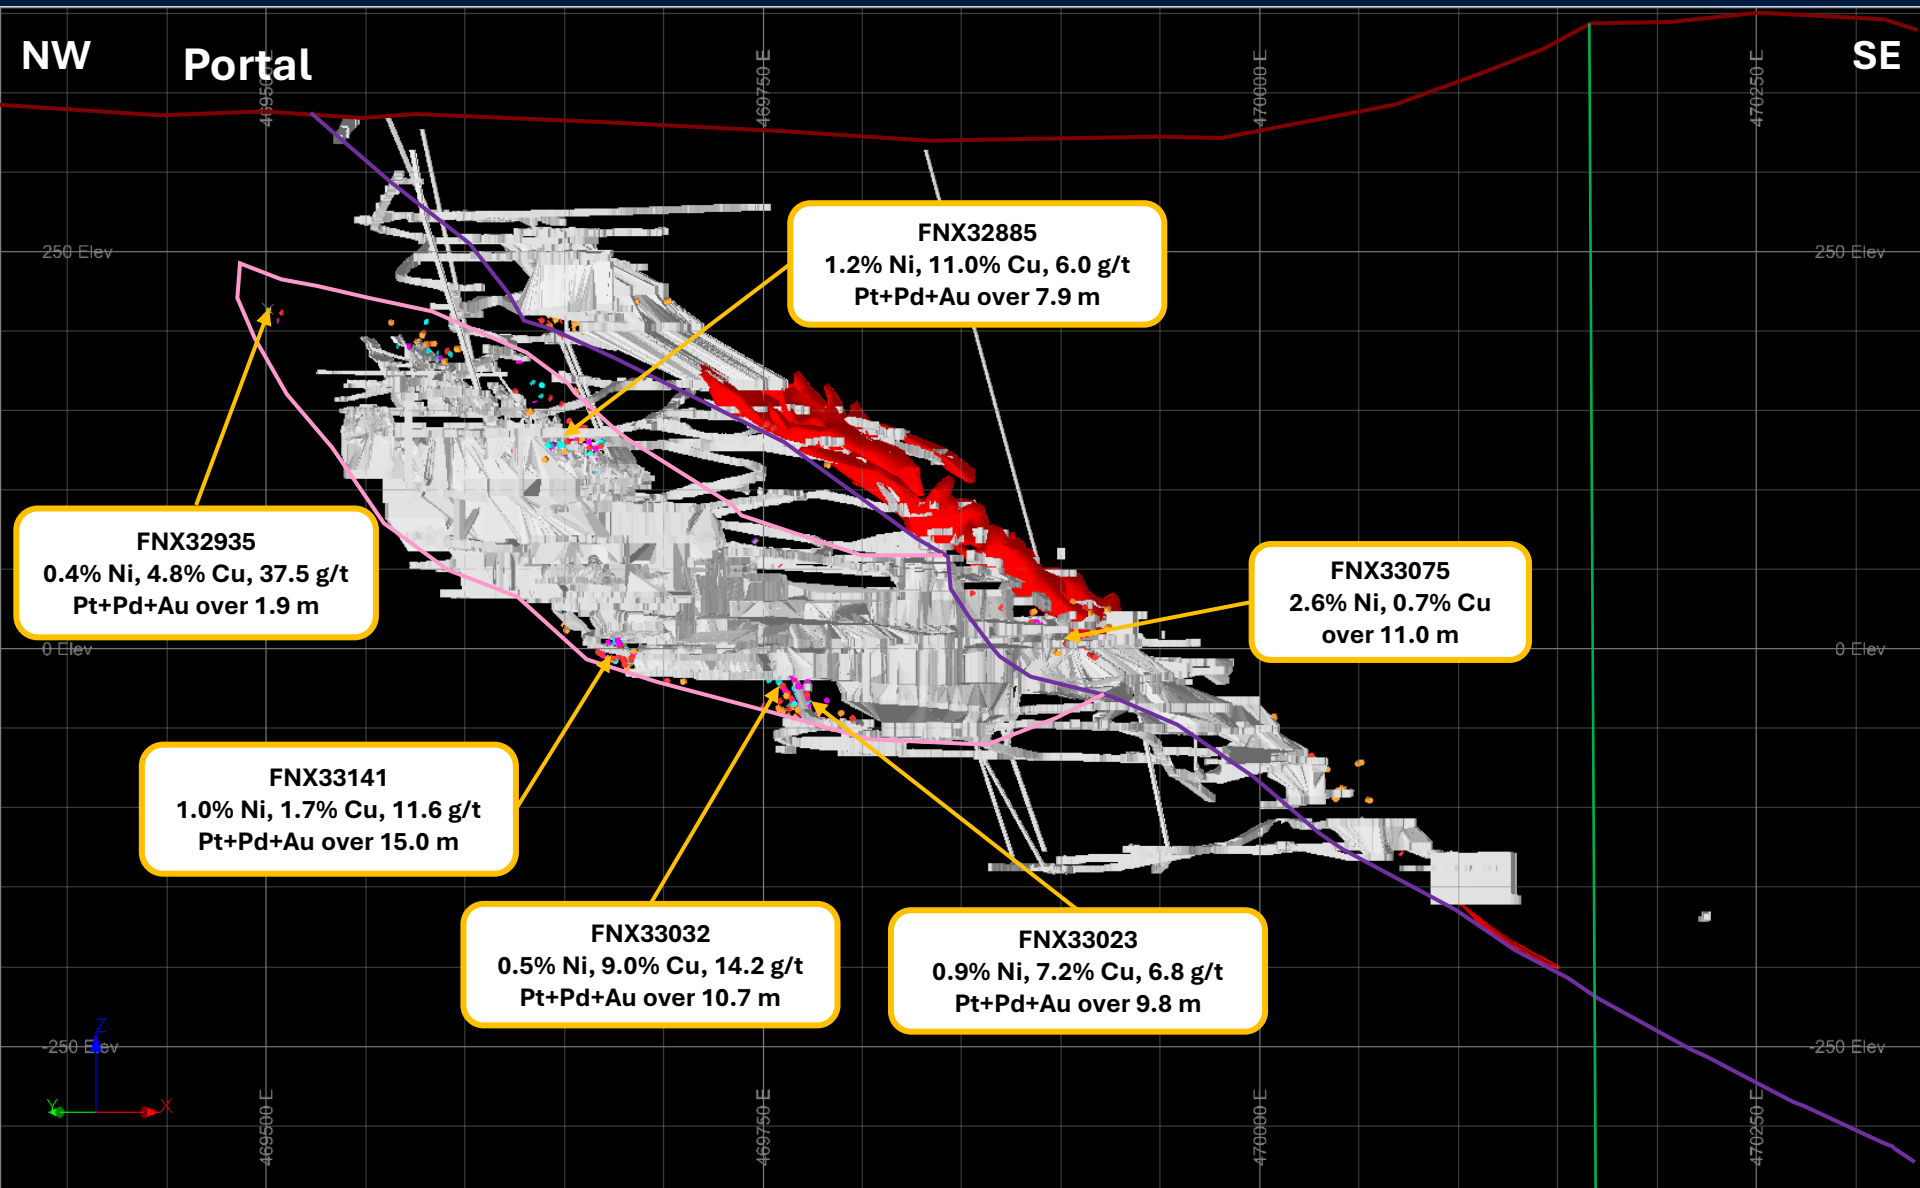 NW
Portal
SE
469500 E
469750 E
470000 E
470250 E
250 Elev
250 Elev
FNX32885
1.2% Ni, 11.0% Cu, 6.0 g/t
Pt+Pd+Au over 7.9 m
FNX32935
0.4% Ni, 4.8% Cu, 37.5 g/t
Pt+Pd+Au over 1.9 m
FNX33075
2.6% Ni, 0.7% Cu
over 11.0 m
0 Elev
0 Elev
FNX33141
1.0% Ni, 1.7% Cu, 11.6 g/t
Pt+Pd+Au over 15.0 m
FNX33032
0.5% Ni, 9.0% Cu, 14.2 g/t
Pt+Pd+Au over 10.7 m
FNX33023
0.9% Ni, 7.2% Cu, 6.8 g/t
Pt+Pd+Au over 9.8 m
Z
-250 Elev
-250 Elev
Y
X
469500 E
469750 E
470000 E
470250 E